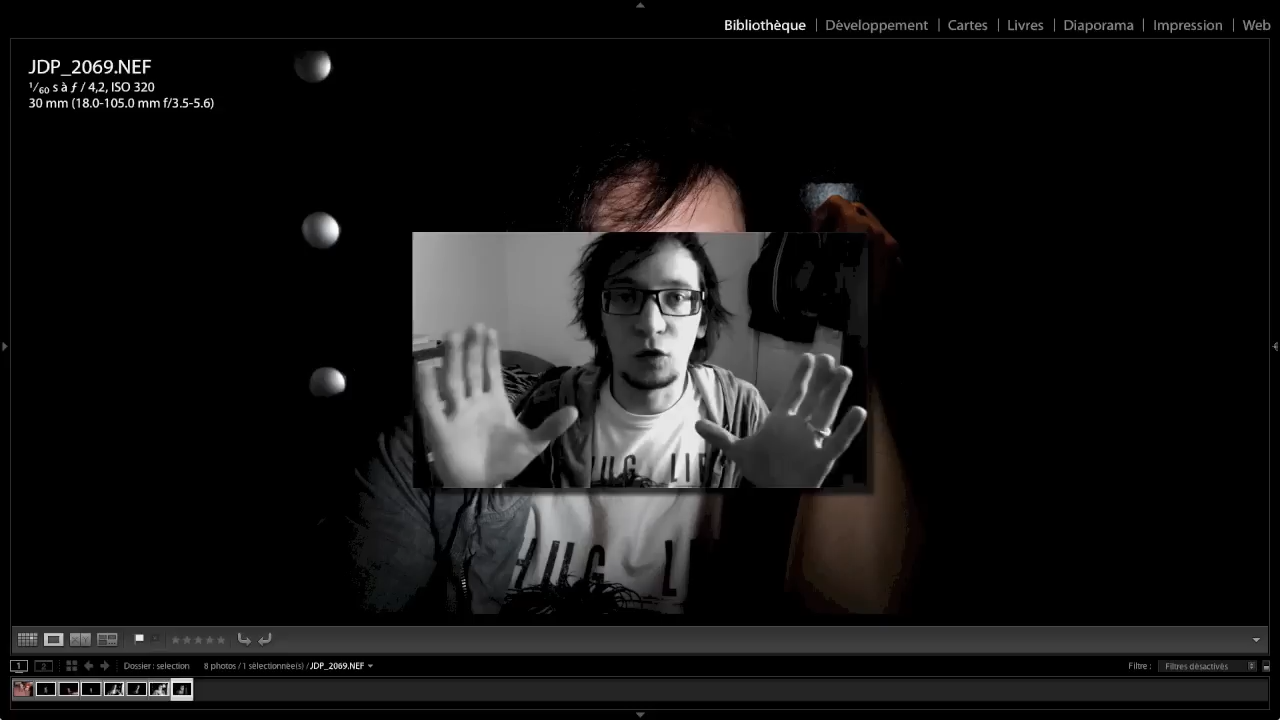 Bibliothèque | Développement | Cartes | Livres | Diaporama | Impression | Web
JDP_2069.NEF
1/60 s à ƒ / 4,2, ISO 320
30 mm (18.0-105.0 mm f/3.5-5.6)
HUG LIF
HUG L
1 2 Dossier : selection 8 photos / 1 sélectionnée(s) / JDP_2069.NEF Filtre : Filtres désactivés